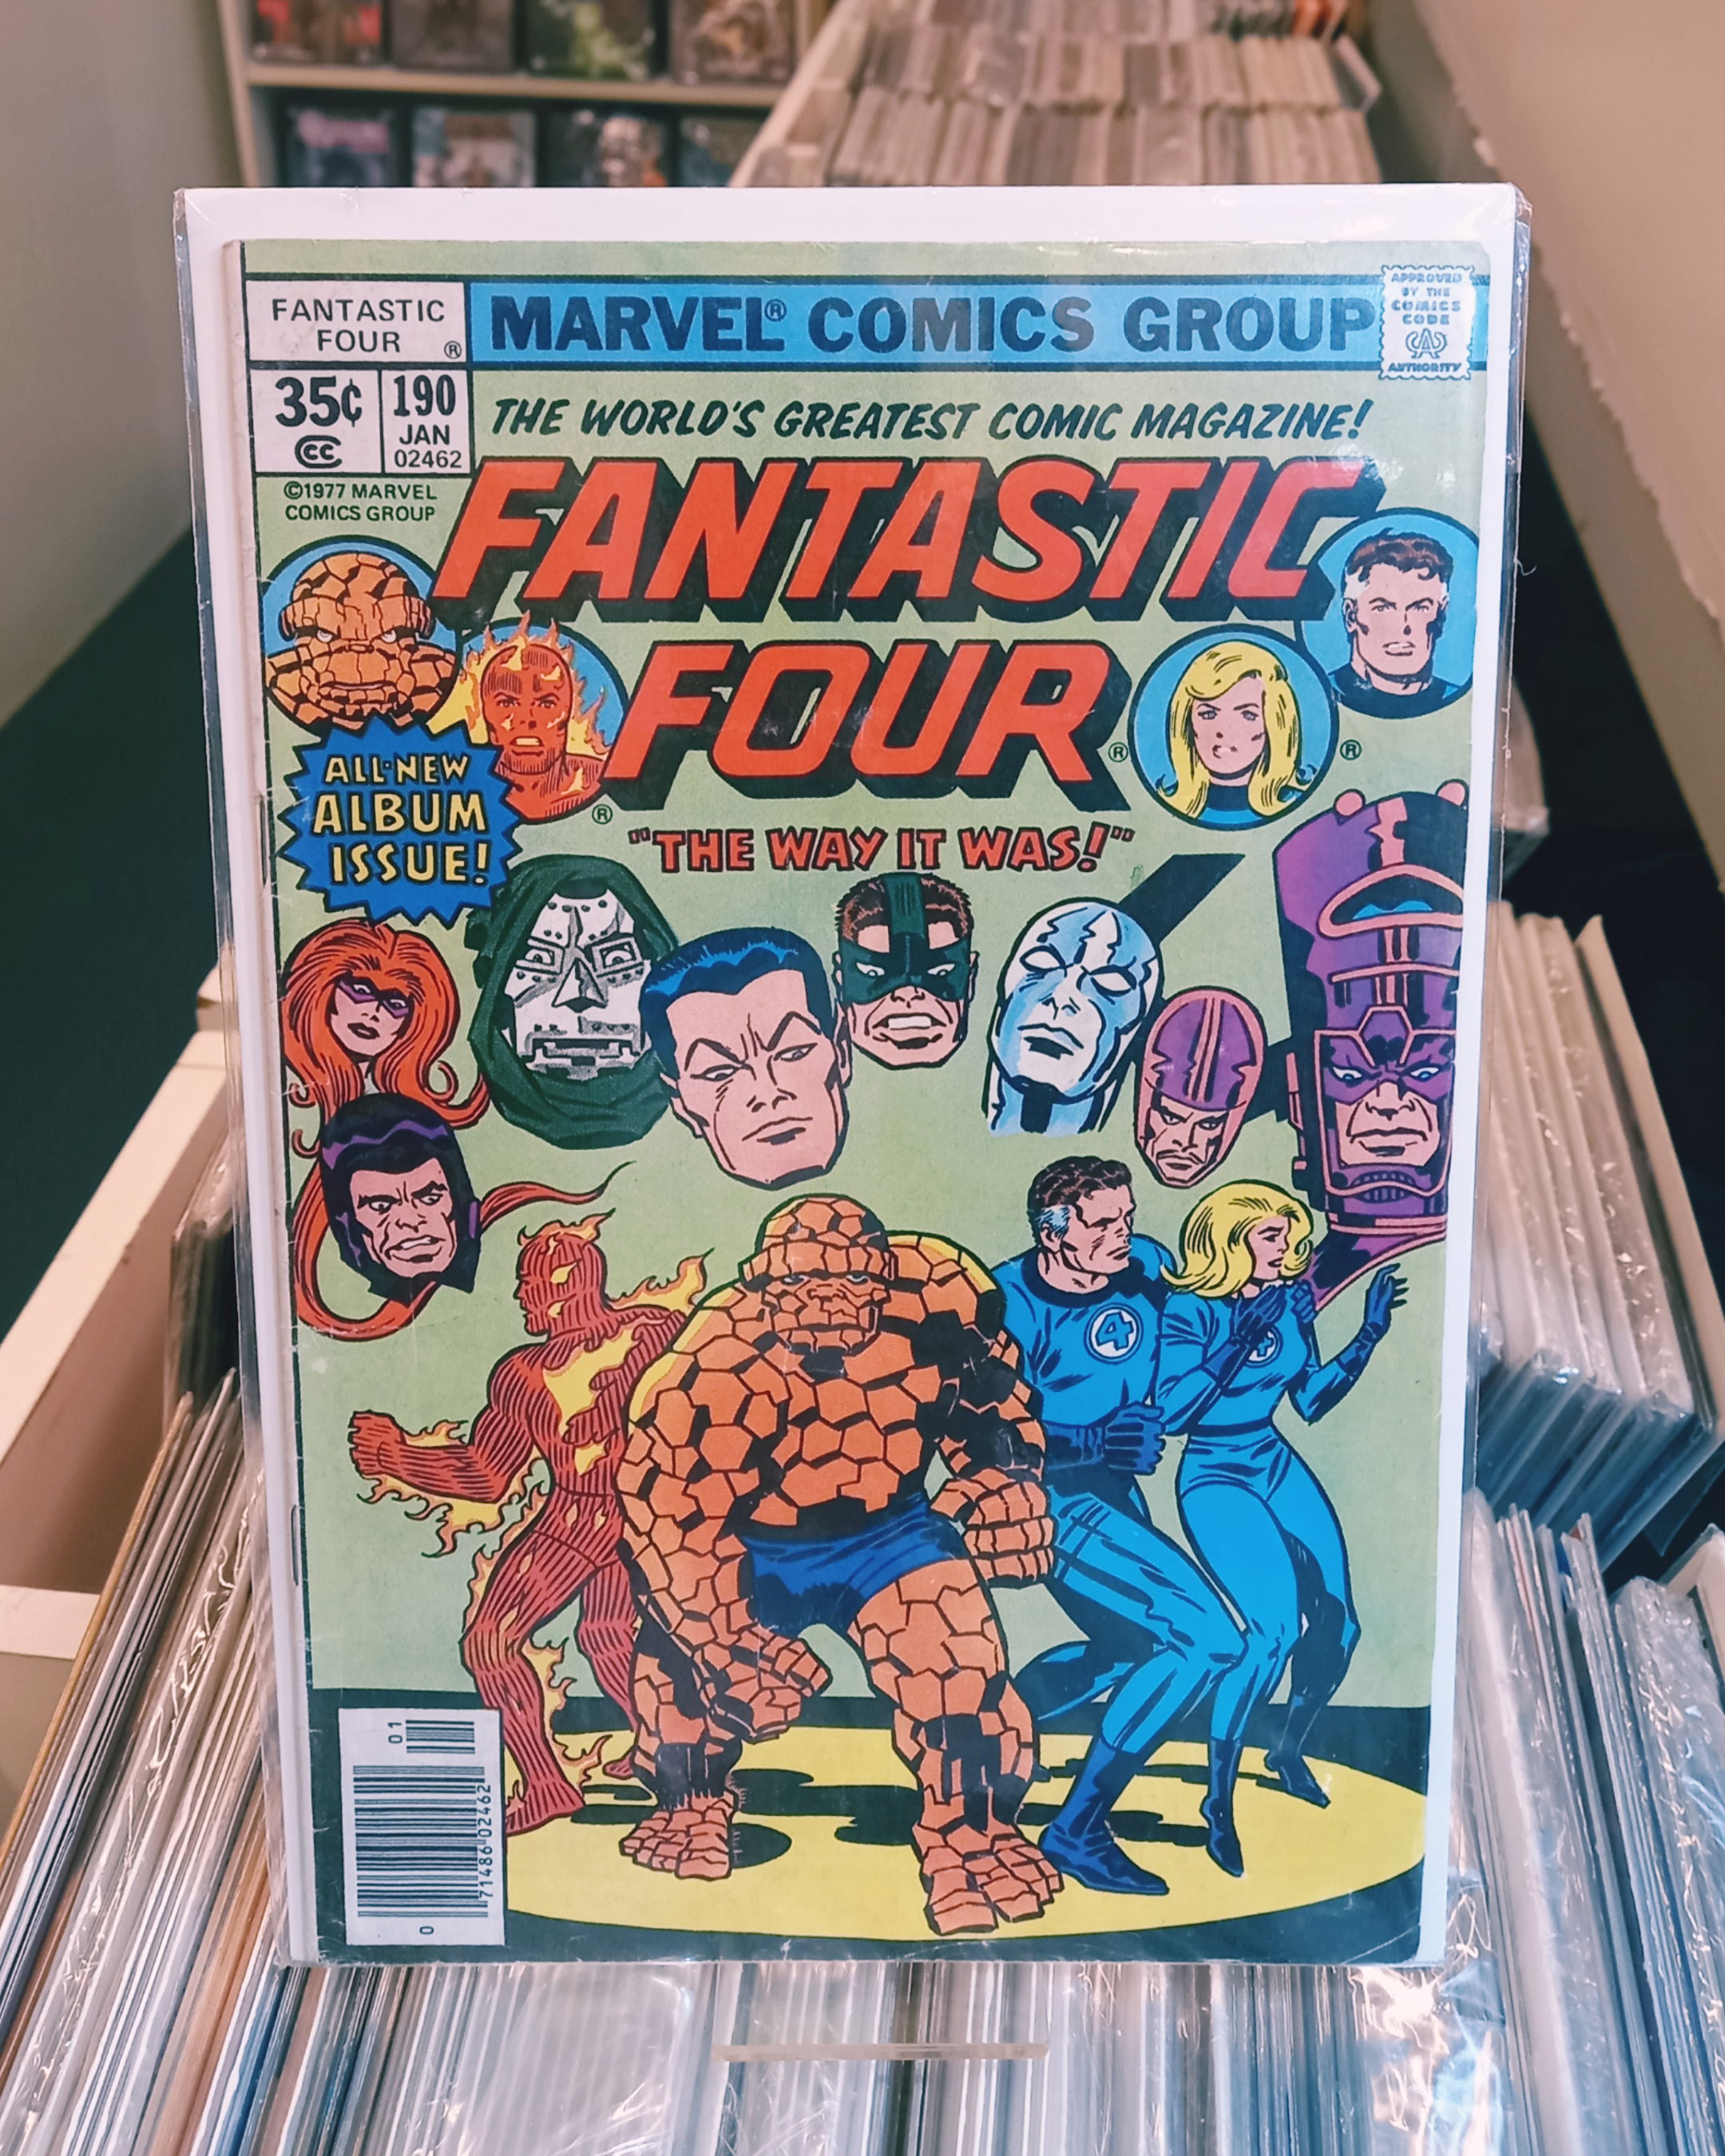 FANTASTIC
FOUR ®
MARVEL® COMICS GROUP
APPROVED
BY THE
COMICS
CODE
CA
AUTHORITY
35¢
CC
190
JAN
02462
THE WORLD'S GREATEST COMIC MAGAZINE!
©1977 MARVEL
COMICS GROUP
FANTASTIC
FOUR
®
®
®
ALL-NEW
ALBUM
ISSUE!
"THE WAY IT WAS!"
4
4
01
71486 02462
0